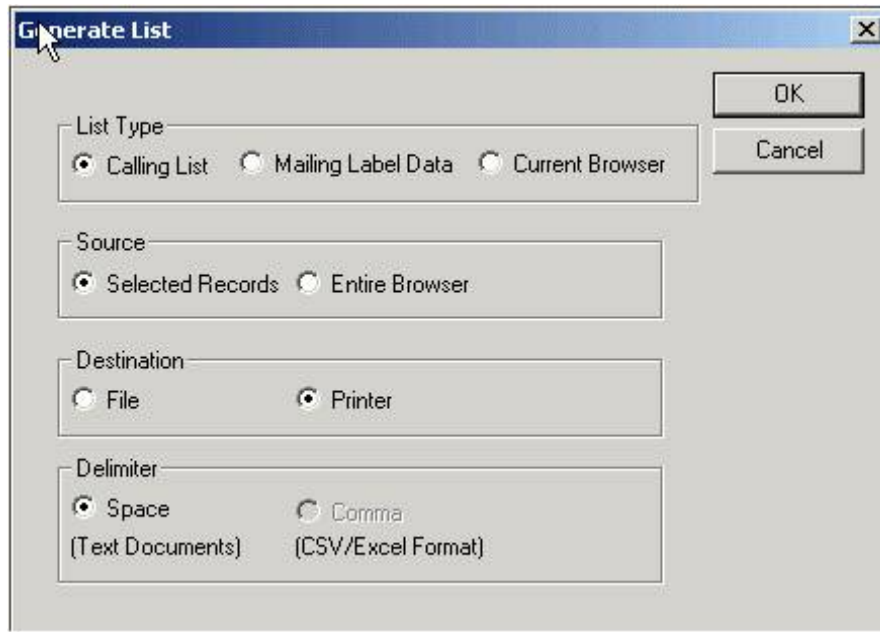 Generate List
OK
Cancel
List Type
Calling List Mailing Label Data Current Browser
Source
Selected Records Entire Browser
Destination
File Printer
Delimiter
Space Comma
(Text Documents) (CSV/Excel Format)